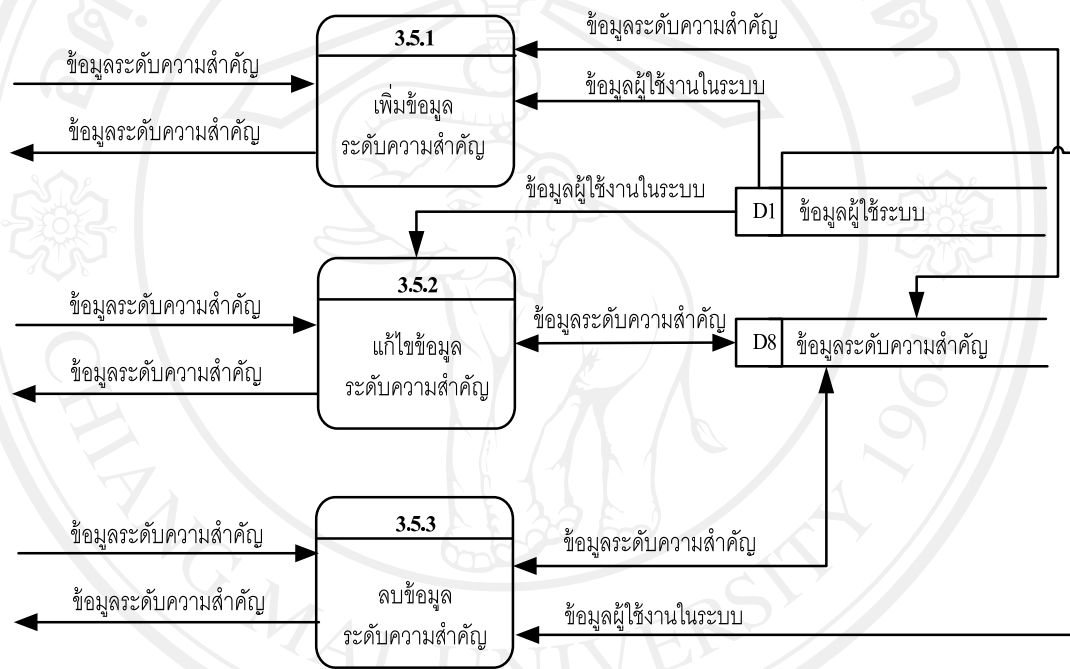 3.5.1
เพิ่มข้อมูล
ระดับความสำคัญ
ข้อมูลระดับความสำคัญ
ข้อมูลระดับความสำคัญ
ข้อมูลระดับความสำคัญ
ข้อมูลผู้ใช้งานในระบบ
ข้อมูลผู้ใช้งานในระบบ
D1
ข้อมูลผู้ใช้ระบบ
3.5.2
แก้ไขข้อมูล
ระดับความสำคัญ
ข้อมูลระดับความสำคัญ
ข้อมูลระดับความสำคัญ
ข้อมูลระดับความสำคัญ
D8
ข้อมูลระดับความสำคัญ
3.5.3
ลบข้อมูล
ระดับความสำคัญ
ข้อมูลระดับความสำคัญ
ข้อมูลระดับความสำคัญ
ข้อมูลระดับความสำคัญ
ข้อมูลผู้ใช้งานในระบบ
CHIANG MAI UNIVERSITY 1964